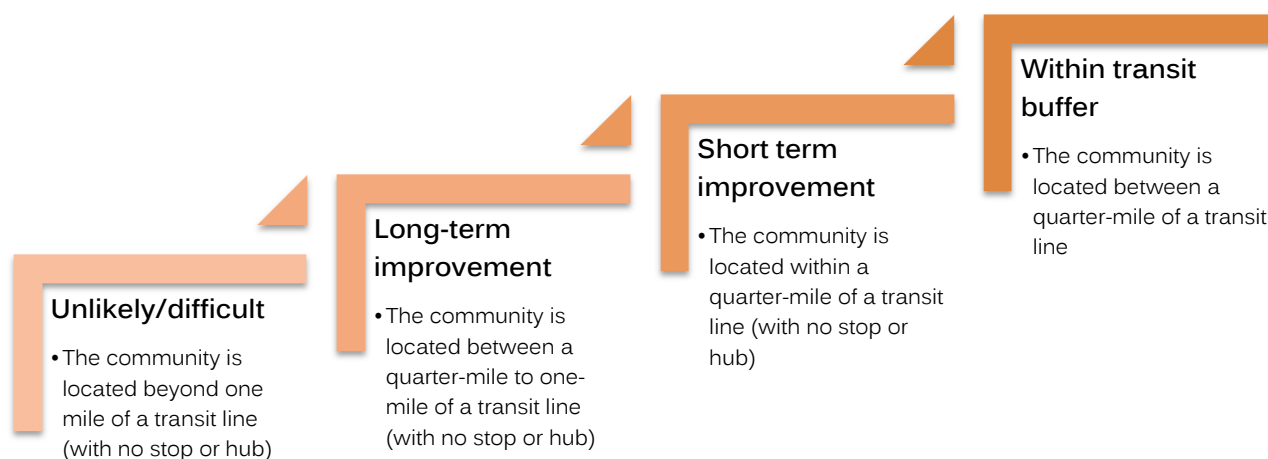 Unlikely/difficult
• The community is
located beyond one
mile of a transit line
(with no stop or hub)
Long-term
improvement
• The community is
located between a
quarter-mile to one-
mile of a transit line
(with no stop or hub)
Short term
improvement
• The community is
located within a
quarter-mile of a transit
line (with no stop or
hub)
Within transit
buffer
• The community is
located between a
quarter-mile of a transit
line